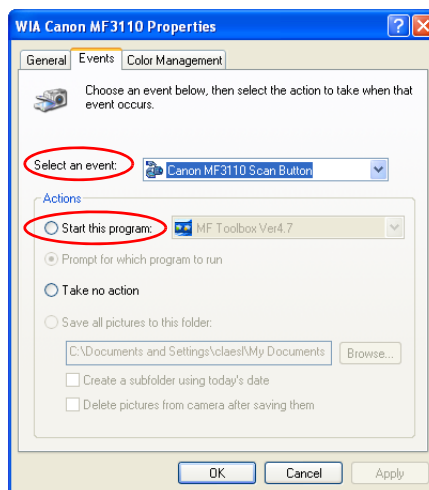 WIA Canon MF3110 Properties
General Events Color Management
Choose an event below, then select the action to take when that
event occurs.
Select an event: Canon MF3110 Scan Button
Actions
Start this program: MF Toolbox Ver4.7
Prompt for which program to run
Take no action
Save all pictures to this folder:
C:\Documents and Settings\claesl\My Documents Browse...
Create a subfolder using today's date
Delete pictures from camera after saving them
OK Cancel Apply